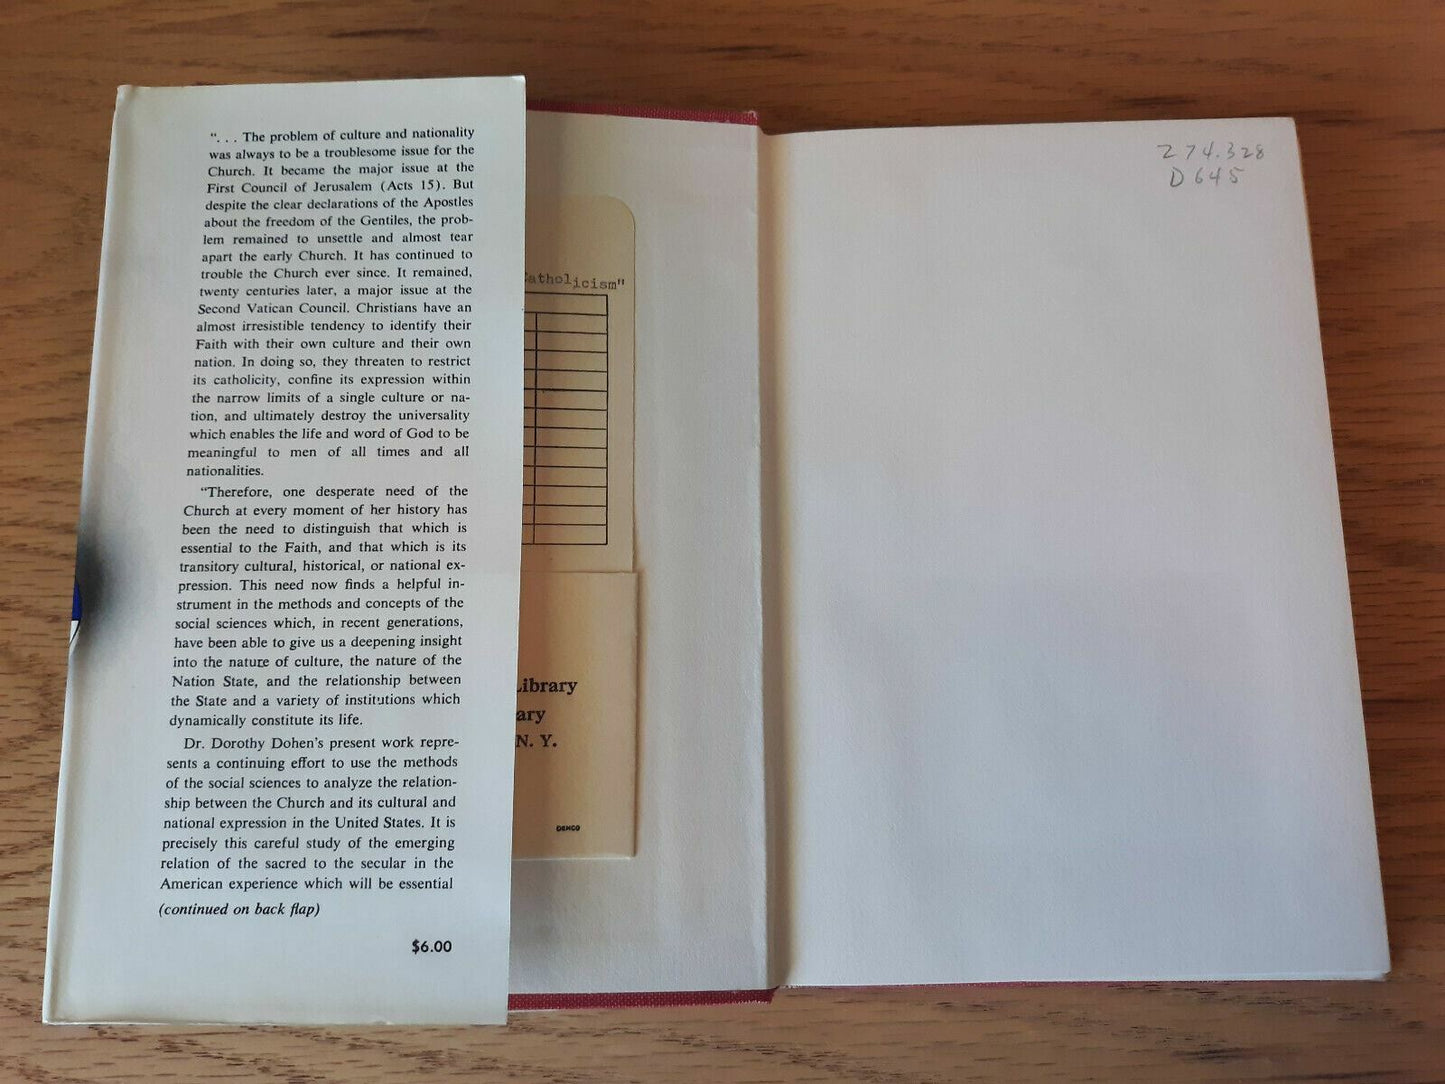 “. . . The problem of culture and nationality
was always to be a troublesome issue for the
Church. It became the major issue at the
First Council of Jerusalem (Acts 15). But
despite the clear declarations of the Apostles
about the freedom of the Gentiles, the prob-
lem remained to unsettle and almost tear
apart the early Church. It has continued to
trouble the Church ever since. It remained,
twenty centuries later, a major issue at the
Second Vatican Council. Christians have an
almost irresistible tendency to identify their
Faith with their own culture and their own
nation. In doing so, they threaten to restrict
its catholicity, confine its expression within
the narrow limits of a single culture or na-
tion, and ultimately destroy the universality
which enables the life and word of God to be
meaningful to men of all times and all
nationalities.
“Therefore, one desperate need of the
Church at every moment of her history has
been the need to distinguish that which is
essential to the Faith, and that which is its
transitory cultural, historical, or national ex-
pression. This need now finds a helpful in-
strument in the methods and concepts of the
social sciences which, in recent generations,
have been able to give us a deepening insight
into the nature of culture, the nature of the
Nation State, and the relationship between
the State and a variety of institutions which
dynamically constitute its life.
Dr. Dorothy Dohen's present work repre-
sents a continuing effort to use the methods
of the social sciences to analyze the relation-
ship between the Church and its cultural and
national expression in the United States. It is
precisely this careful study of the emerging
relation of the sacred to the secular in the
American experience which will be essential
(continued on back flap)
$6.00
Catholicism"
Library
ary
N. Y.
DEMCO
274.328
D645